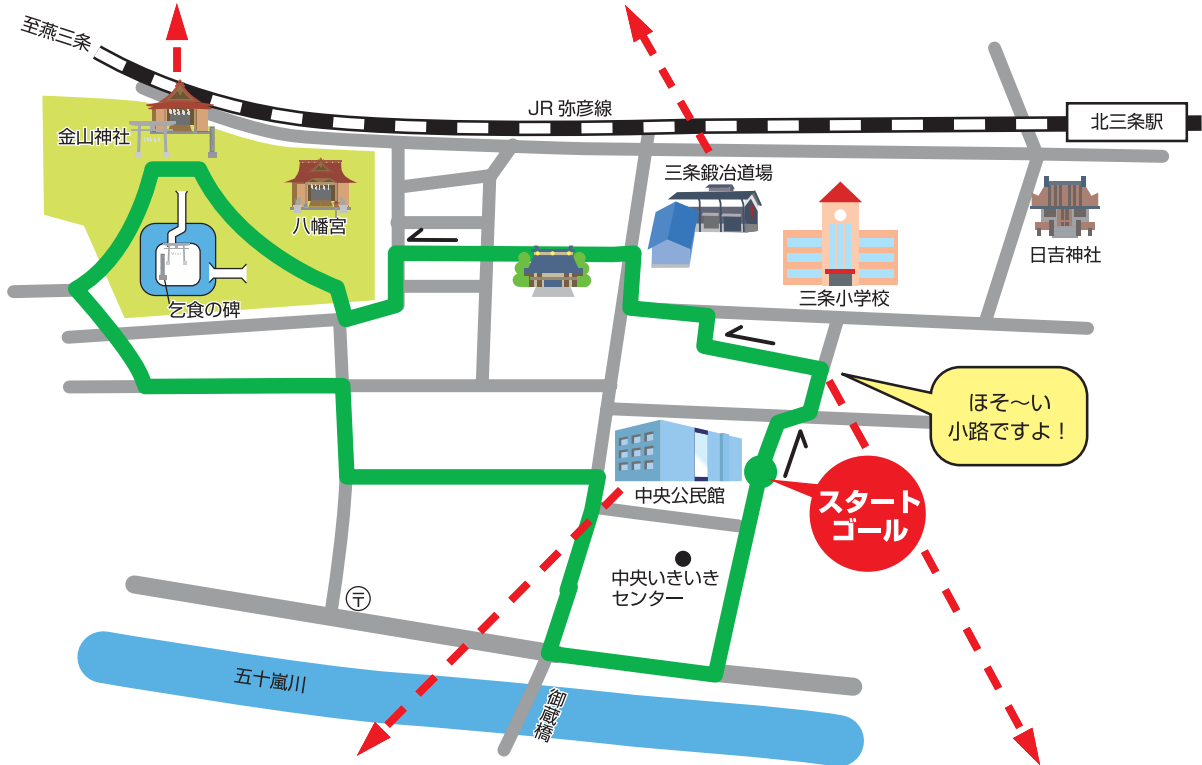 至燕三条
JR 弥彦線
北三条駅
金山神社
八幡宮
乞食の碑
三条鍛冶道場
三条小学校
日吉神社
ほそ～い
小路ですよ！
中央公民館
スタート
ゴール
中央いきいき
センター
〒
五十嵐川
御蔵橋